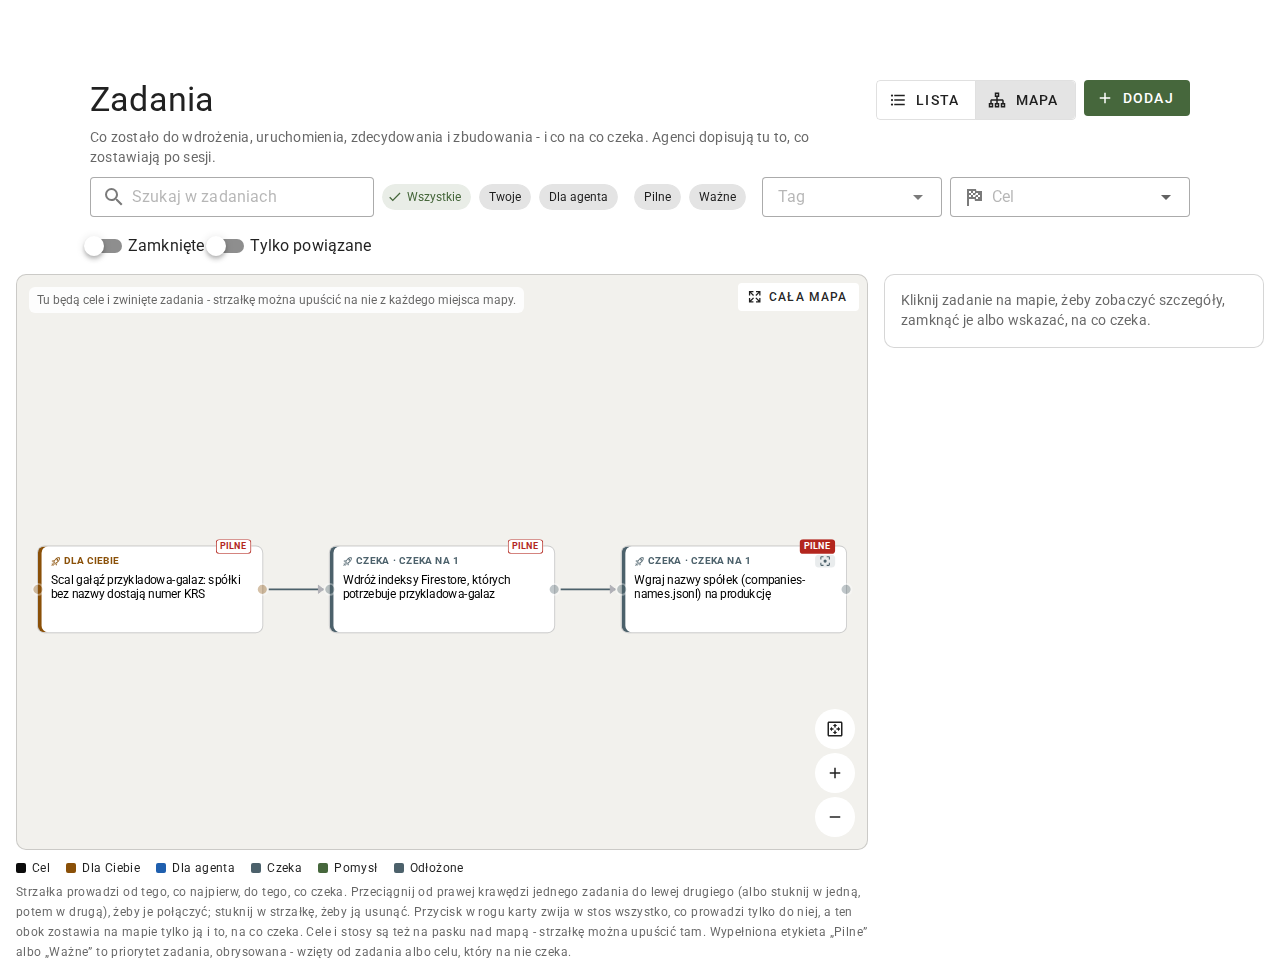 Zadania
LISTA
MAPA
DODAJ
Co zostało do wdrożenia, uruchomienia, zdecydowania i zbudowania - i co na co czeka. Agenci dopisują tu to, co
zostawiają po sesji.
Szukaj w zadaniach
Wszystkie
Twoje
Dla agenta
Pilne
Ważne
Tag
Cel
Zamknięte
Tylko powiązane
Tu będą cele i zwinięte zadania - strzałkę można upuścić na nie z każdego miejsca mapy.
CAŁA MAPA
Kliknij zadanie na mapie, żeby zobaczyć szczegóły,
zamknąć je albo wskazać, na co czeka.
PILNE
DLA CIEBIE
Scal gałąź przykladowa-galaz: spółki
bez nazwy dostają numer KRS
PILNE
CZEKA · CZEKA NA 1
Wdróż indeksy Firestore, których
potrzebuje przykladowa-galaz
PILNE
CZEKA · CZEKA NA 1
Wgraj nazwy spółek (companies-
names.jsonl) na produkcję
Cel
Dla Ciebie
Dla agenta
Czeka
Pomysł
Odłożone
Strzałka prowadzi od tego, co najpierw, do tego, co czeka. Przeciągnij od prawej krawędzi jednego zadania do lewej drugiego (albo stuknij w jedną,
potem w drugą), żeby je połączyć; stuknij w strzałkę, żeby ją usunąć. Przycisk w rogu karty zwija w stos wszystko, co prowadzi tylko do niej, a ten
obok zostawia na mapie tylko ją i to, na co czeka. Cele i stosy są też na pasku nad mapą - strzałkę można upuścić tam. Wypełniona etykieta „Pilne”
albo „Ważne” to priorytet zadania, obrysowana - wzięty od zadania albo celu, który na nie czeka.